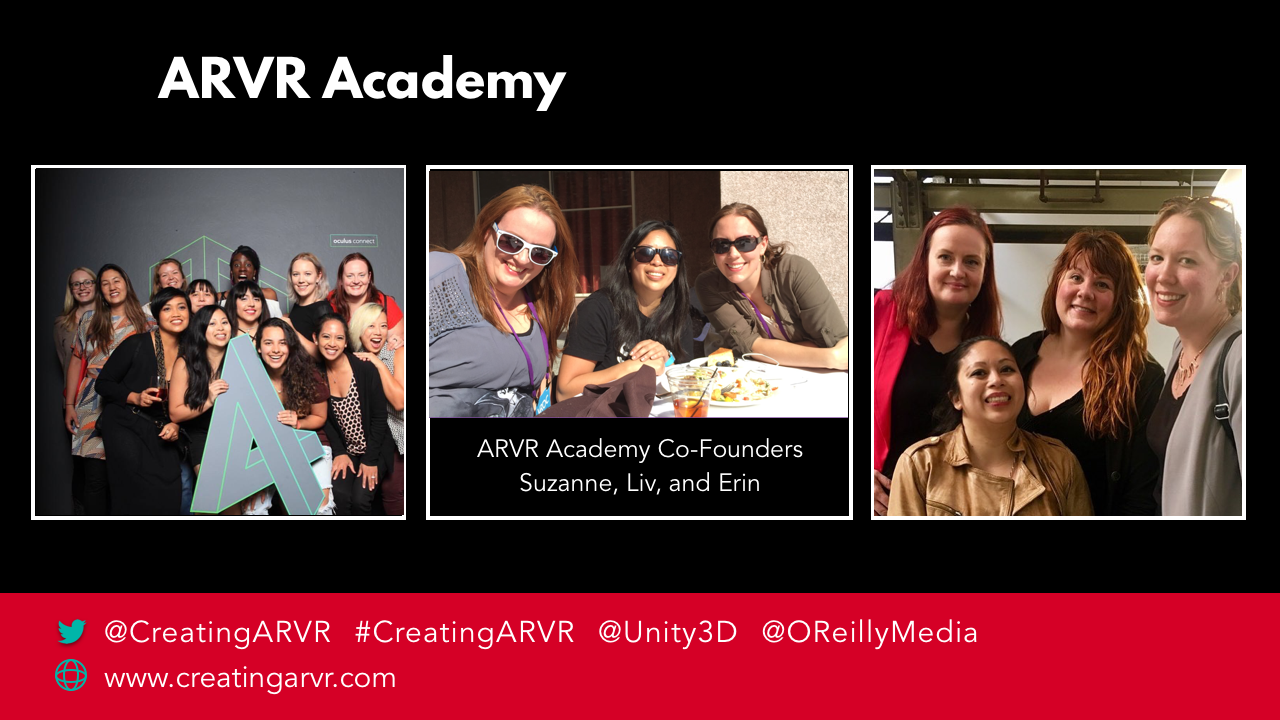 ARVR Academy
oculus connect
ARVR Academy Co-Founders
Suzanne, Liv, and Erin
@CreatingARVR #CreatingARVR @Unity3D @OReillyMedia
www.creatingarvr.com